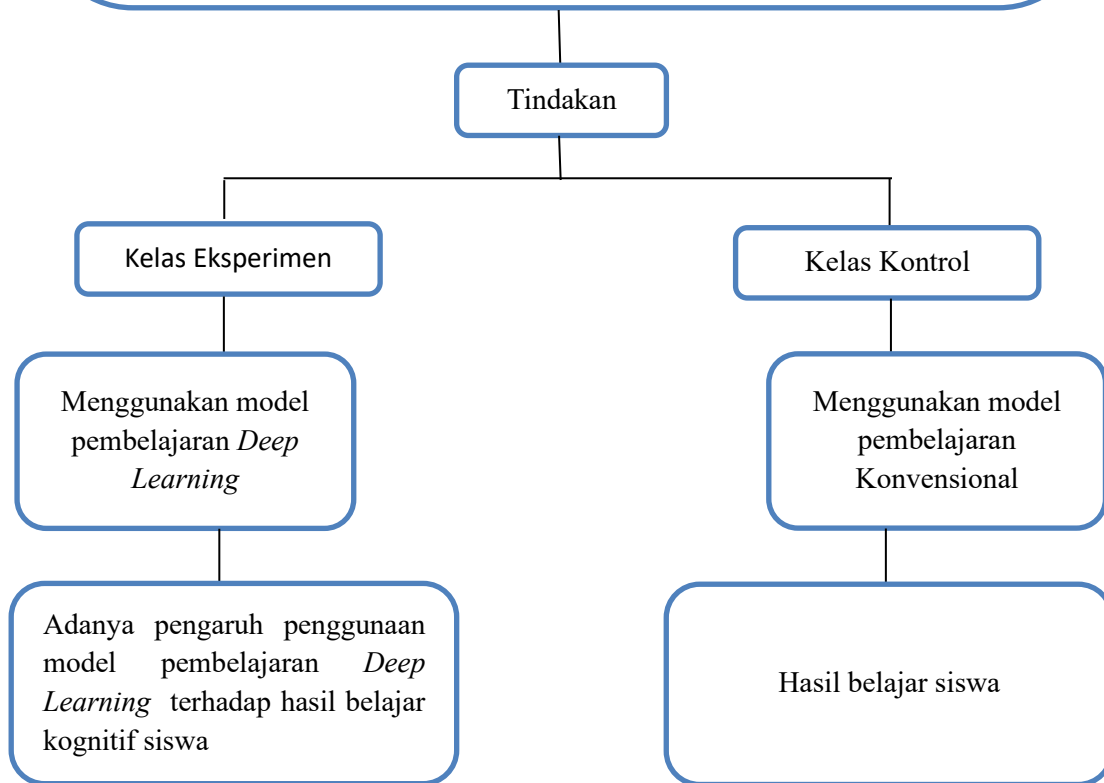 Tindakan
Kelas Eksperimen
Kelas Kontrol
Menggunakan model
pembelajaran Deep
Learning
Menggunakan model
pembelajaran
Konvensional
Adanya pengaruh penggunaan
model pembelajaran Deep
Learning terhadap hasil belajar
kognitif siswa
Hasil belajar siswa